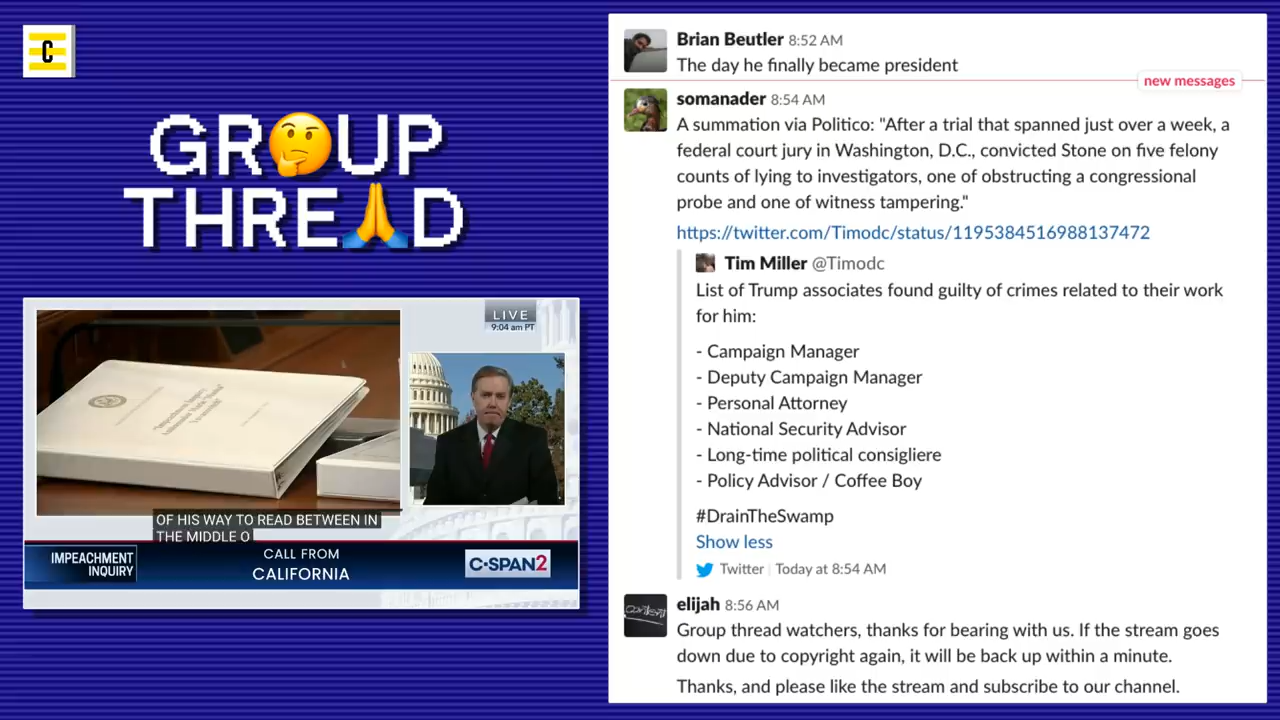 C
GR🤔UP
THRE🙏D
LIVE
9:04 am PT
OF HIS WAY TO READ BETWEEN IN
THE MIDDLE O
IMPEACHMENT
INQUIRY
CALL FROM
CALIFORNIA
C-SPAN2
Brian Beutler 8:52 AM
The day he finally became president
new messages
somanader 8:54 AM
A summation via Politico: "After a trial that spanned just over a week, a
federal court jury in Washington, D.C., convicted Stone on five felony
counts of lying to investigators, one of obstructing a congressional
probe and one of witness tampering."
https://twitter.com/Timodc/status/1195384516988137472
Tim Miller @Timodc
List of Trump associates found guilty of crimes related to their work
for him:
- Campaign Manager
- Deputy Campaign Manager
- Personal Attorney
- National Security Advisor
- Long-time political consigliere
- Policy Advisor / Coffee Boy
#DrainTheSwamp
Show less
Twitter | Today at 8:54 AM
elijah 8:56 AM
Group thread watchers, thanks for bearing with us. If the stream goes
down due to copyright again, it will be back up within a minute.
Thanks, and please like the stream and subscribe to our channel.